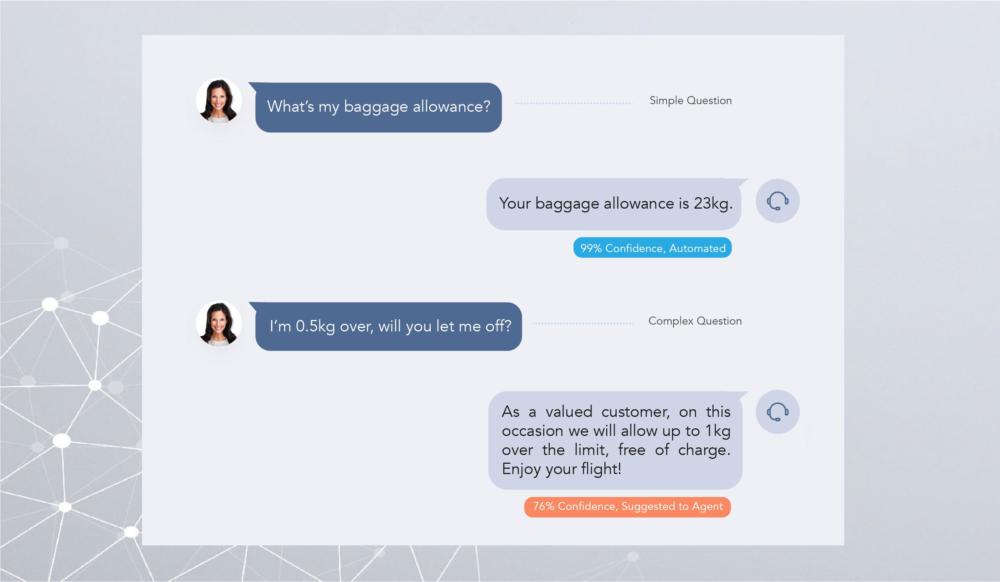 What's my baggage allowance?
Simple Question
Your baggage allowance is 23kg.
99% Confidence, Automated
I'm 0.5kg over, will you let me off?
Complex Question
As a valued customer, on this
occasion we will allow up to 1kg
over the limit, free of charge.
Enjoy your flight!
76% Confidence, Suggested to Agent